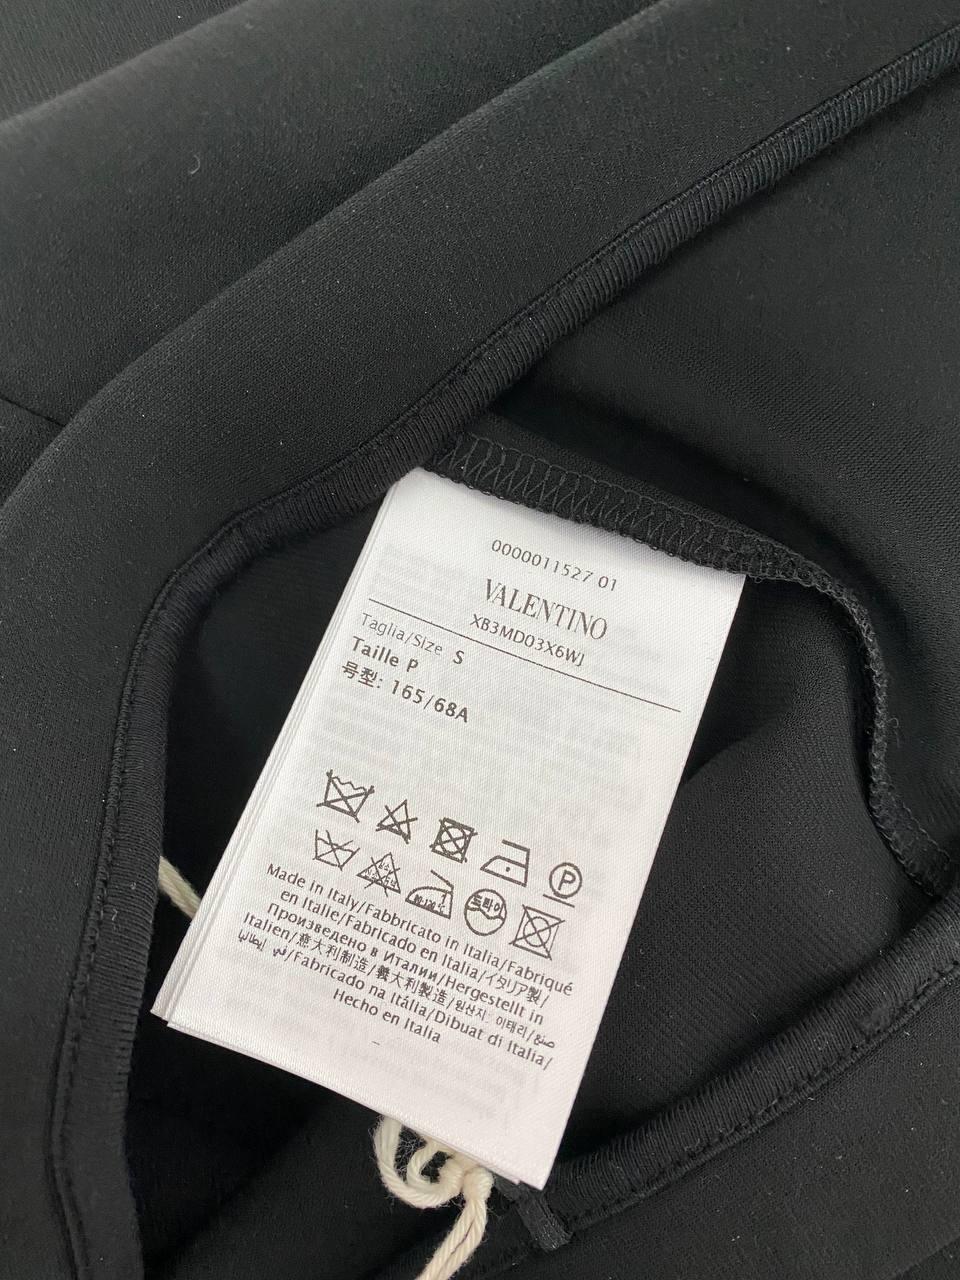 0000011527 01
VALENTINO
XB3MD03X6WJ
Taglia/Size S
Taille P
号型: 165/68A
P
드라이
Made in Italy/Fabbricato in Italia/Fabriqué
en Italie/Fabricado en Italia/イタリア製/
Произведено в Италии/Hergestellt in
Italien/意大利制造/義大利製造/원산지: 이태리/صنع
في إيطاليا/Fabricado na Itália/Dibuat di Italia/
Hecho en Italia